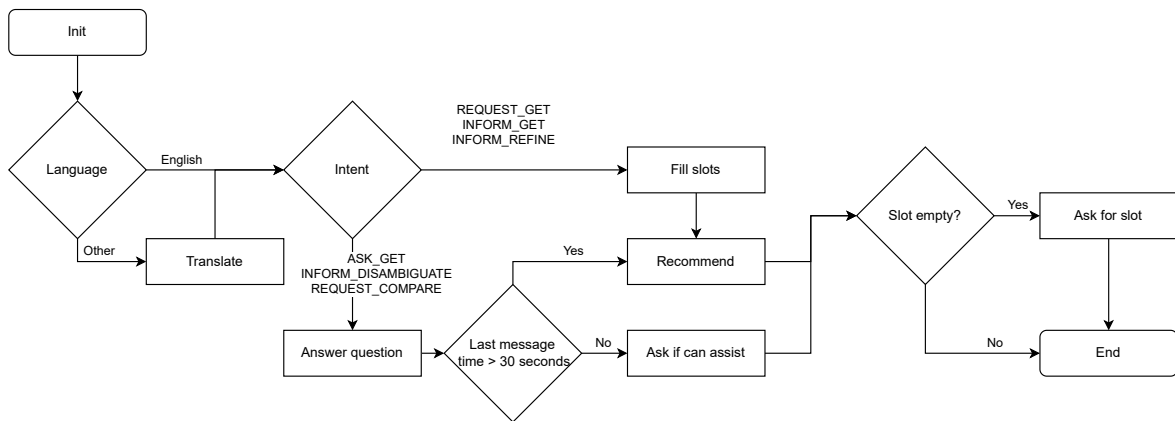 Init
Language
English
Other
Translate
Intent
REQUEST_GET
INFORM_GET
INFORM_REFINE
Fill slots
ASK_GET
INFORM_DISAMBIGUATE
REQUEST_COMPARE
Answer question
Last message
time > 30 seconds
Yes
Recommend
No
Ask if can assist
Slot empty?
Yes
Ask for slot
No
End